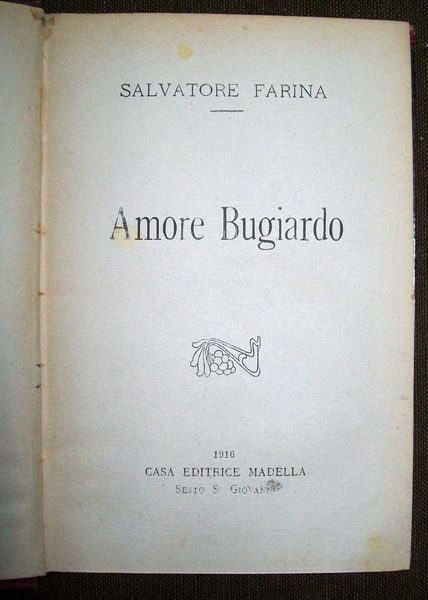 SALVATORE FARINA
Amore Bugiardo
1916
CASA EDITRICE MADELLA
SESTO S. GIOVANNI